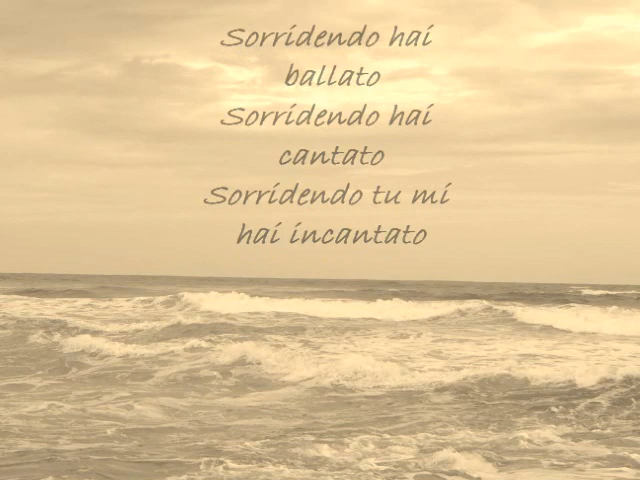 Sorridendo hai
ballato
Sorridendo hai
cantato
Sorridendo tu mi
hai incantato